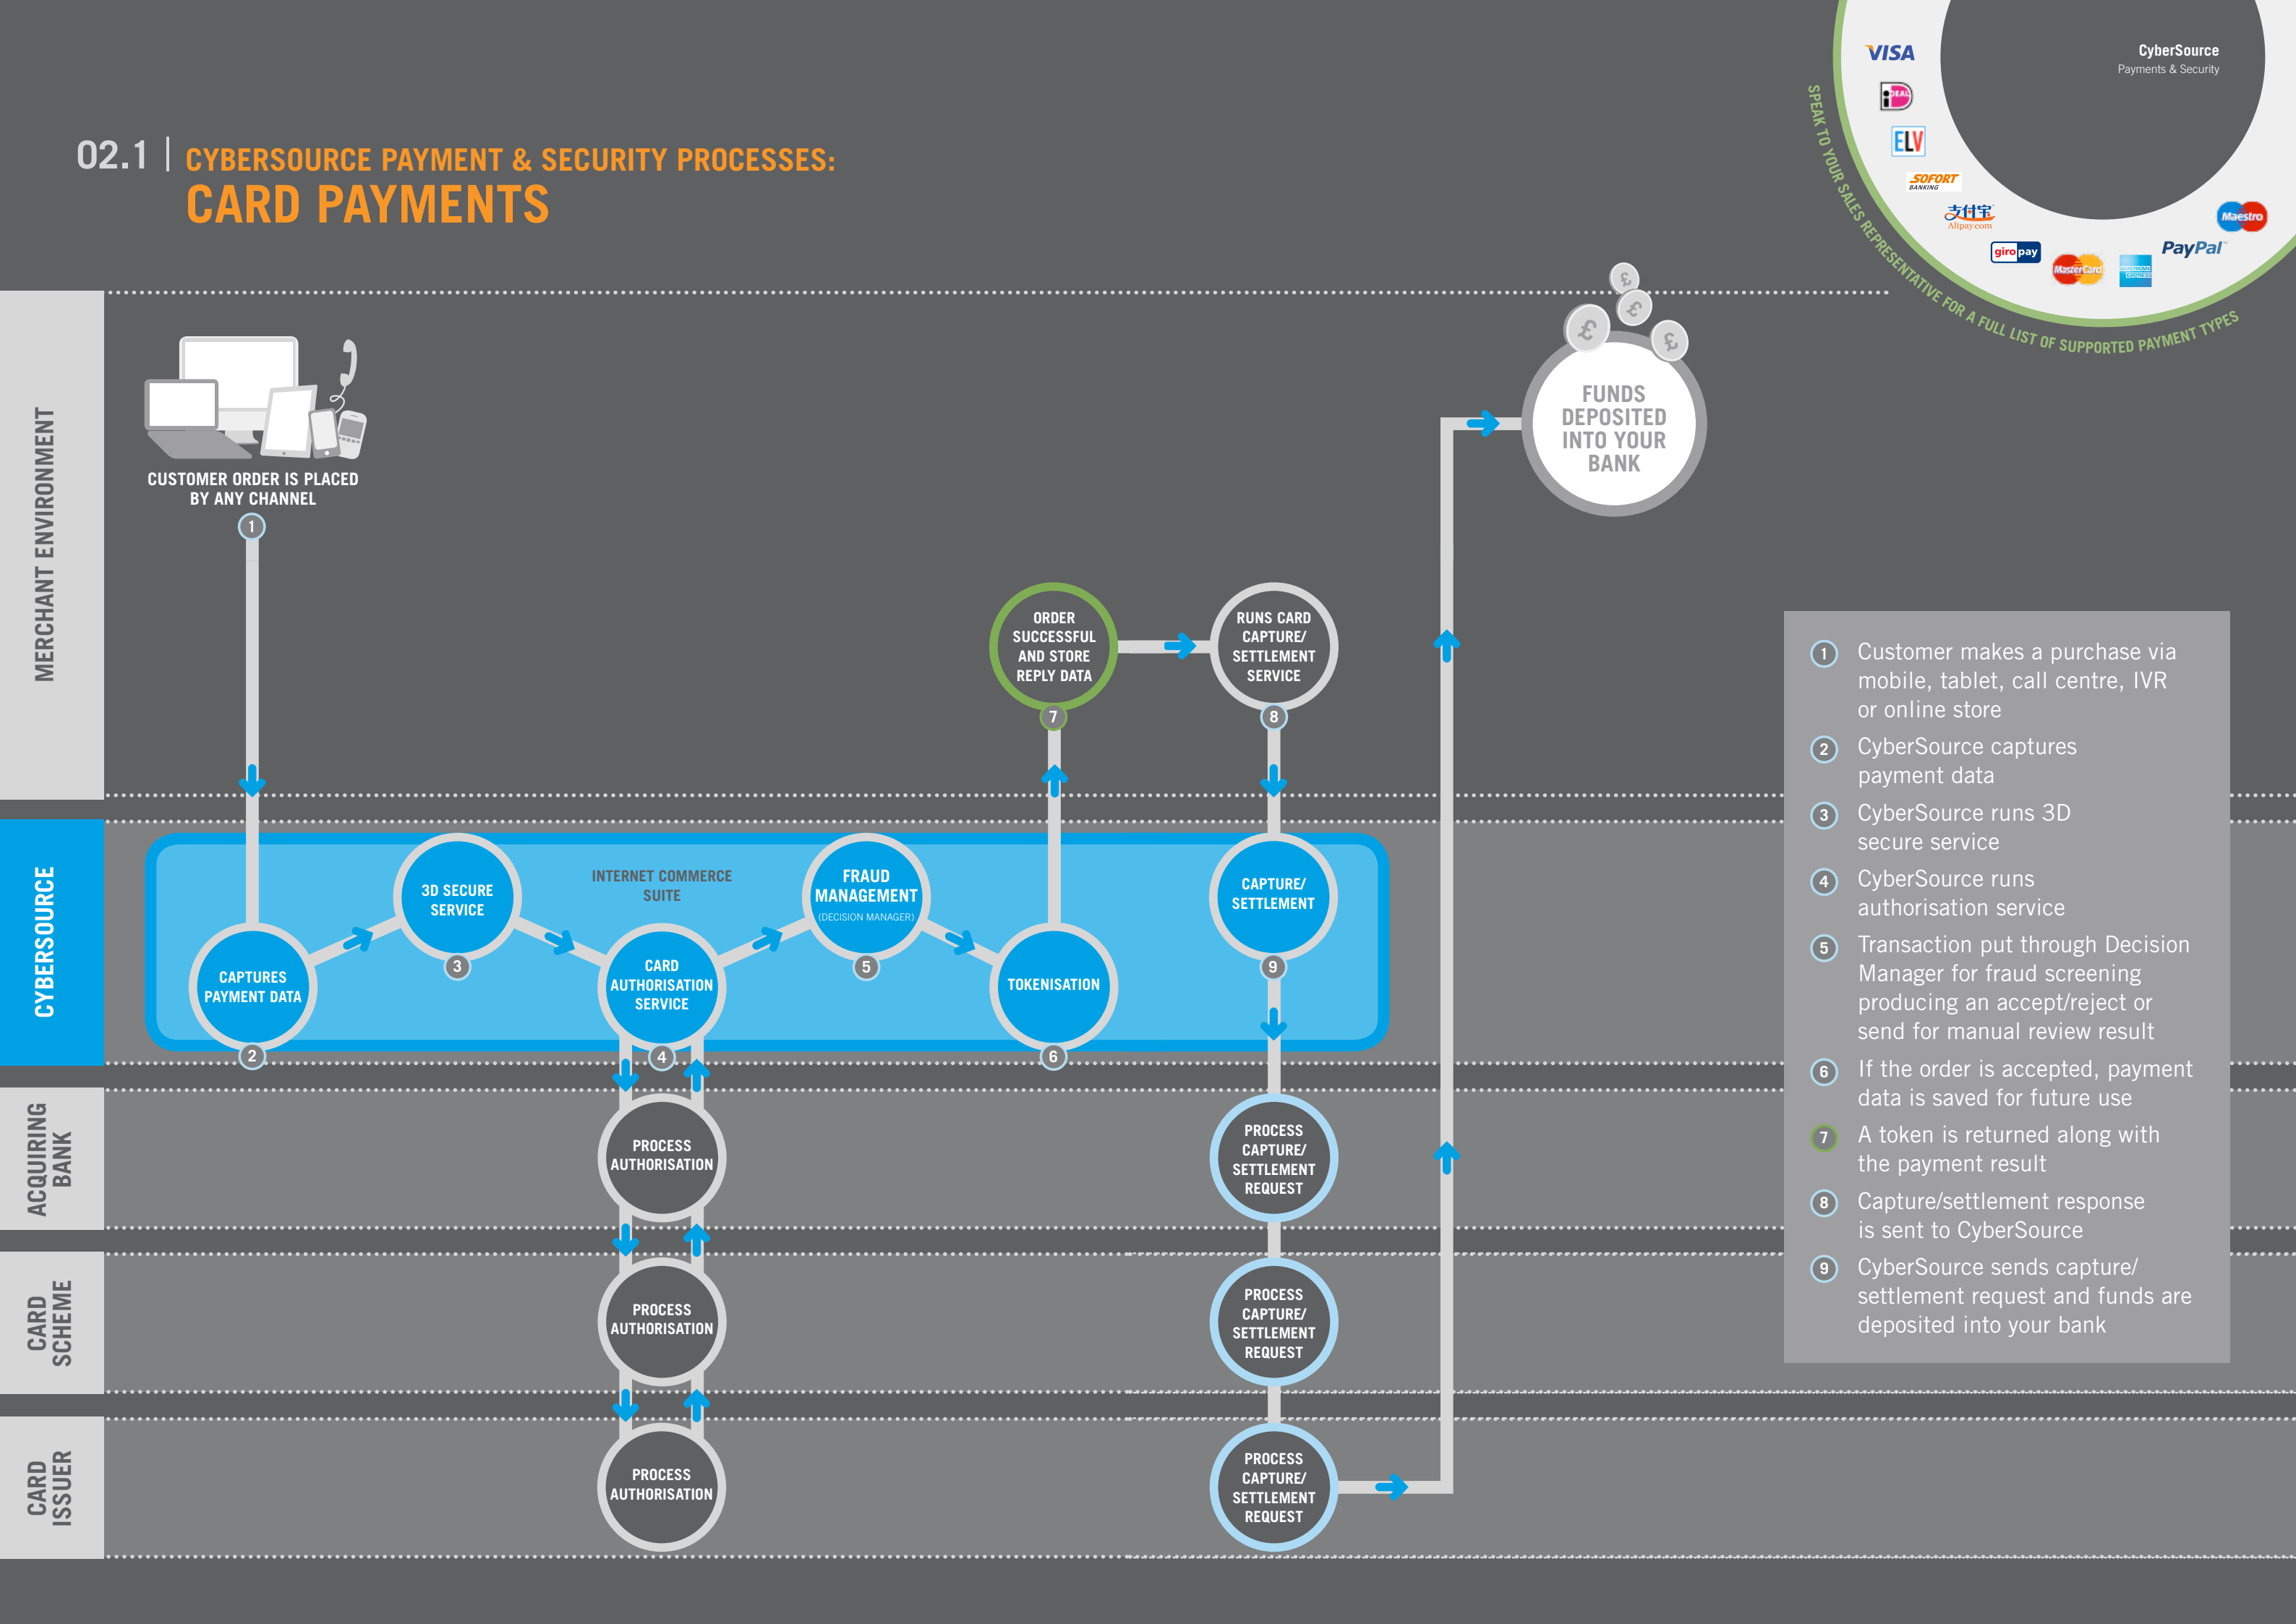 CyberSource
Payments & Security
VISA
iDEAL
ELV
SOFORT
BANKING
支付宝
Alipay.com
giropay
MasterCard
AMERICAN
EXPRESS
PayPal
Maestro
SPEAK TO YOUR SALES REPRESENTATIVE FOR A FULL LIST OF SUPPORTED PAYMENT TYPES
02.1 | CYBERSOURCE PAYMENT & SECURITY PROCESSES:
CARD PAYMENTS
MERCHANT ENVIRONMENT
CUSTOMER ORDER IS PLACED
BY ANY CHANNEL
1
£
£
£
£
FUNDS
DEPOSITED
INTO YOUR
BANK
ORDER
SUCCESSFUL
AND STORE
REPLY DATA
7
RUNS CARD
CAPTURE/
SETTLEMENT
SERVICE
8
CYBERSOURCE
CAPTURES
PAYMENT DATA
2
3D SECURE
SERVICE
3
INTERNET COMMERCE
SUITE
CARD
AUTHORISATION
SERVICE
4
FRAUD
MANAGEMENT
(DECISION MANAGER)
5
TOKENISATION
6
CAPTURE/
SETTLEMENT
9
ACQUIRING
BANK
PROCESS
AUTHORISATION
PROCESS
CAPTURE/
SETTLEMENT
REQUEST
CARD
SCHEME
PROCESS
AUTHORISATION
PROCESS
CAPTURE/
SETTLEMENT
REQUEST
CARD
ISSUER
PROCESS
AUTHORISATION
PROCESS
CAPTURE/
SETTLEMENT
REQUEST
1 Customer makes a purchase via
mobile, tablet, call centre, IVR
or online store
2 CyberSource captures
payment data
3 CyberSource runs 3D
secure service
4 CyberSource runs
authorisation service
5 Transaction put through Decision
Manager for fraud screening
producing an accept/reject or
send for manual review result
6 If the order is accepted, payment
data is saved for future use
7 A token is returned along with
the payment result
8 Capture/settlement response
is sent to CyberSource
9 CyberSource sends capture/
settlement request and funds are
deposited into your bank